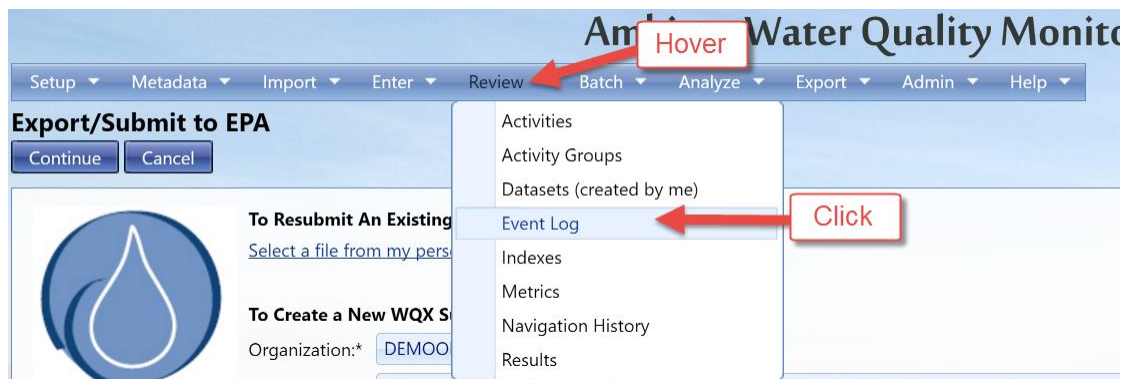 Am Water Quality Monito
Hover
Setup Metadata Import Enter Review Batch Analyze Export Admin Help
Export/Submit to EPA
Continue Cancel
Activities
Activity Groups
Datasets (created by me)
To Resubmit An Existing
Event Log
Click
Select a file from my pers
Indexes
Metrics
To Create a New WQX S
Navigation History
Organization:* DEMOO
Results